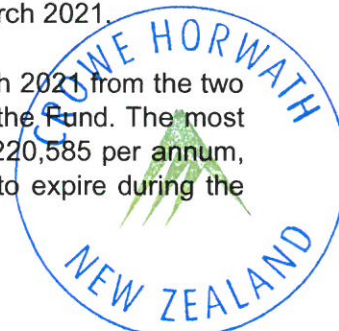 rch 2021.
h 2021 from the two
the Fund. The most
220,585 per annum,
to expire during the
CROWE HORWATH
NEW ZEALAND